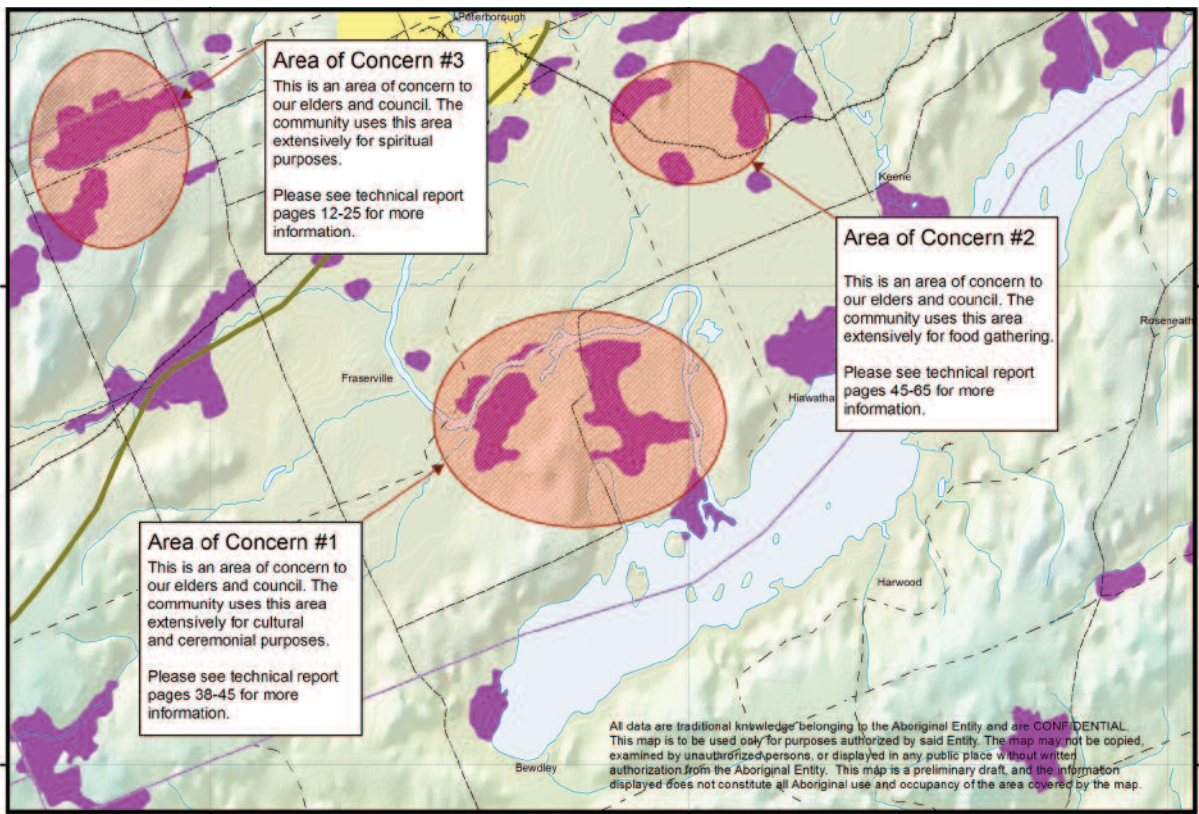 Peterborough
Area of Concern #3
This is an area of concern to
our elders and council. The
community uses this area
extensively for spiritual
purposes.
Please see technical report
pages 12-25 for more
information.
Keene
Area of Concern #2
This is an area of concern to
our elders and council. The
community uses this area
extensively for food gathering.
Please see technical report
pages 45-65 for more
information.
Roseneath
Fraserville
Hiawatha
Area of Concern #1
This is an area of concern to
our elders and council. The
community uses this area
extensively for cultural
and ceremonial purposes.
Please see technical report
pages 38-45 for more
information.
Harwood
Bewdley
All data are traditional knowledge belonging to the Aboriginal Entity and are CONFIDENTIAL.
This map is to be used only for purposes authorized by said Entity. The map may not be copied,
examined by unauthrorized persons, or displayed in any public place without written
authorization from the Aboriginal Entity. This map is a preliminary draft, and the information
displayed does not constitute all Aboriginal use and occupancy of the area covered by the map.